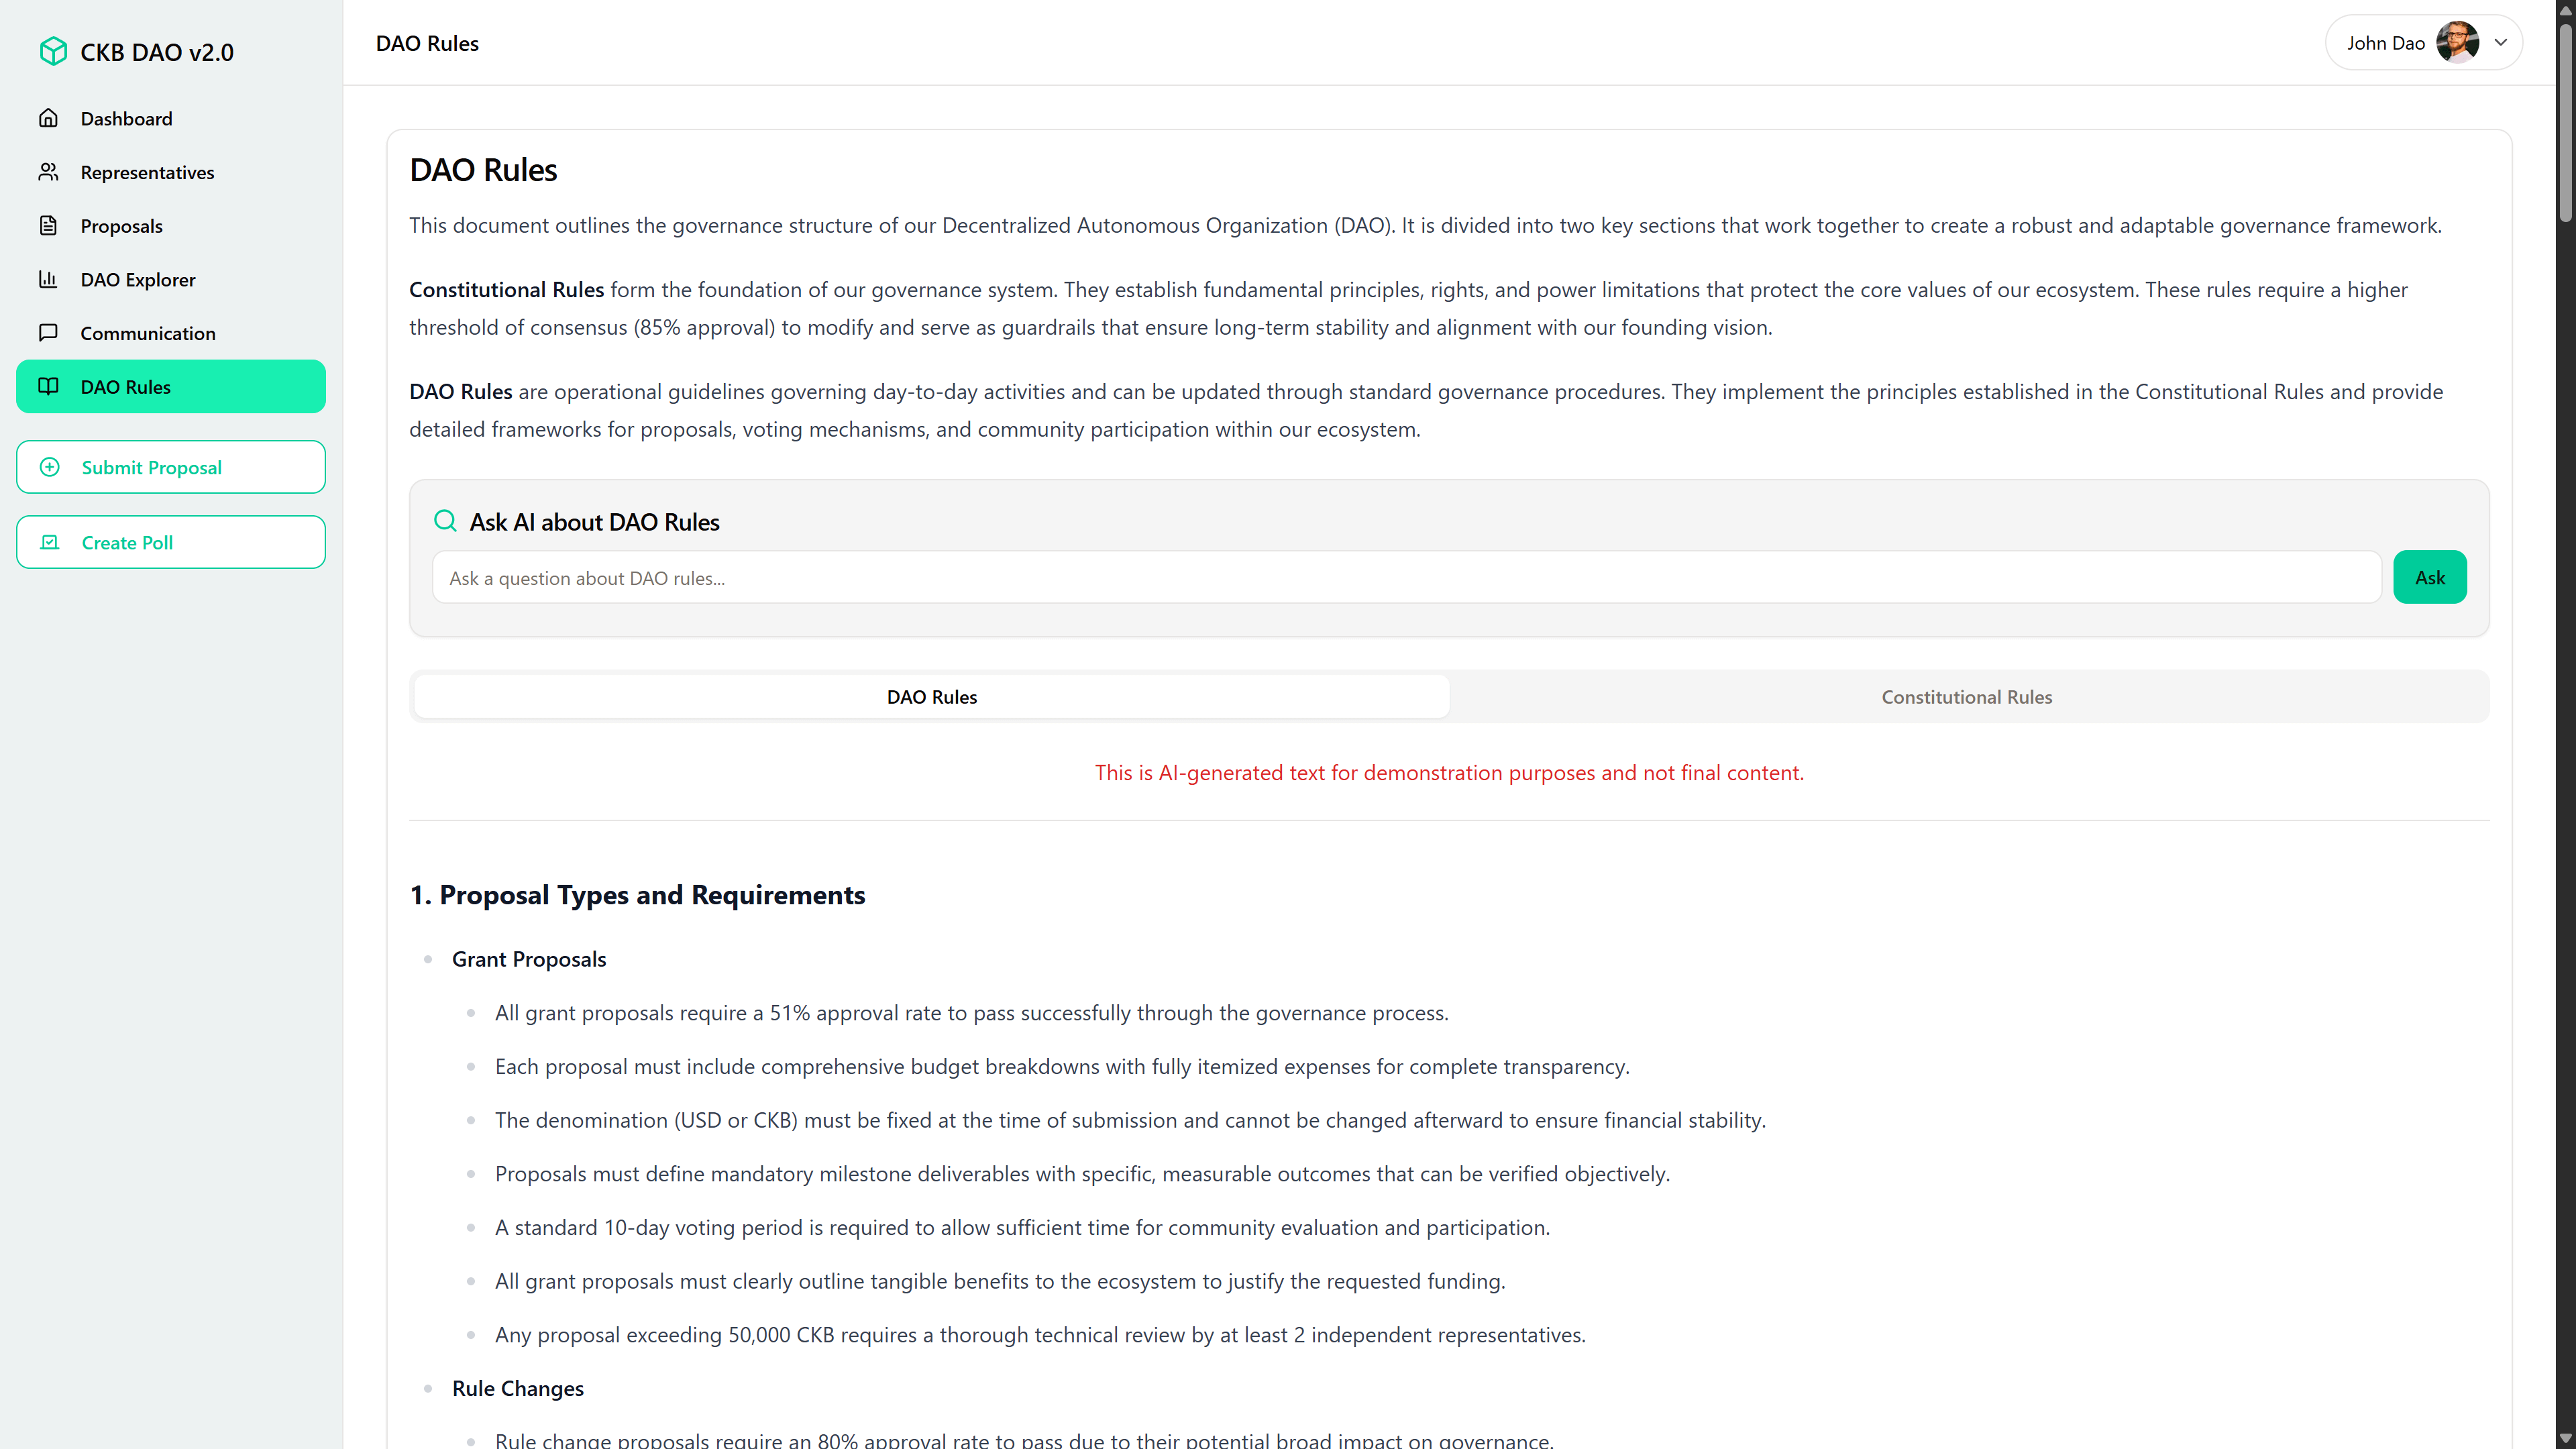 CKB DAO v2.0
Dashboard
Representatives
Proposals
DAO Explorer
Communication
DAO Rules
Submit Proposal
Create Poll
DAO Rules
John Dao
DAO Rules
This document outlines the governance structure of our Decentralized Autonomous Organization (DAO). It is divided into two key sections that work together to create a robust and adaptable governance framework.
Constitutional Rules form the foundation of our governance system. They establish fundamental principles, rights, and power limitations that protect the core values of our ecosystem. These rules require a higher
threshold of consensus (85% approval) to modify and serve as guardrails that ensure long-term stability and alignment with our founding vision.
DAO Rules are operational guidelines governing day-to-day activities and can be updated through standard governance procedures. They implement the principles established in the Constitutional Rules and provide
detailed frameworks for proposals, voting mechanisms, and community participation within our ecosystem.
Ask AI about DAO Rules
Ask a question about DAO rules...
Ask
DAO Rules
Constitutional Rules
This is AI-generated text for demonstration purposes and not final content.
1. Proposal Types and Requirements
Grant Proposals
All grant proposals require a 51% approval rate to pass successfully through the governance process.
Each proposal must include comprehensive budget breakdowns with fully itemized expenses for complete transparency.
The denomination (USD or CKB) must be fixed at the time of submission and cannot be changed afterward to ensure financial stability.
Proposals must define mandatory milestone deliverables with specific, measurable outcomes that can be verified objectively.
A standard 10-day voting period is required to allow sufficient time for community evaluation and participation.
All grant proposals must clearly outline tangible benefits to the ecosystem to justify the requested funding.
Any proposal exceeding 50,000 CKB requires a thorough technical review by at least 2 independent representatives.
Rule Changes
Rule change proposals require an 80% approval rate to pass due to their potential broad impact on governance.